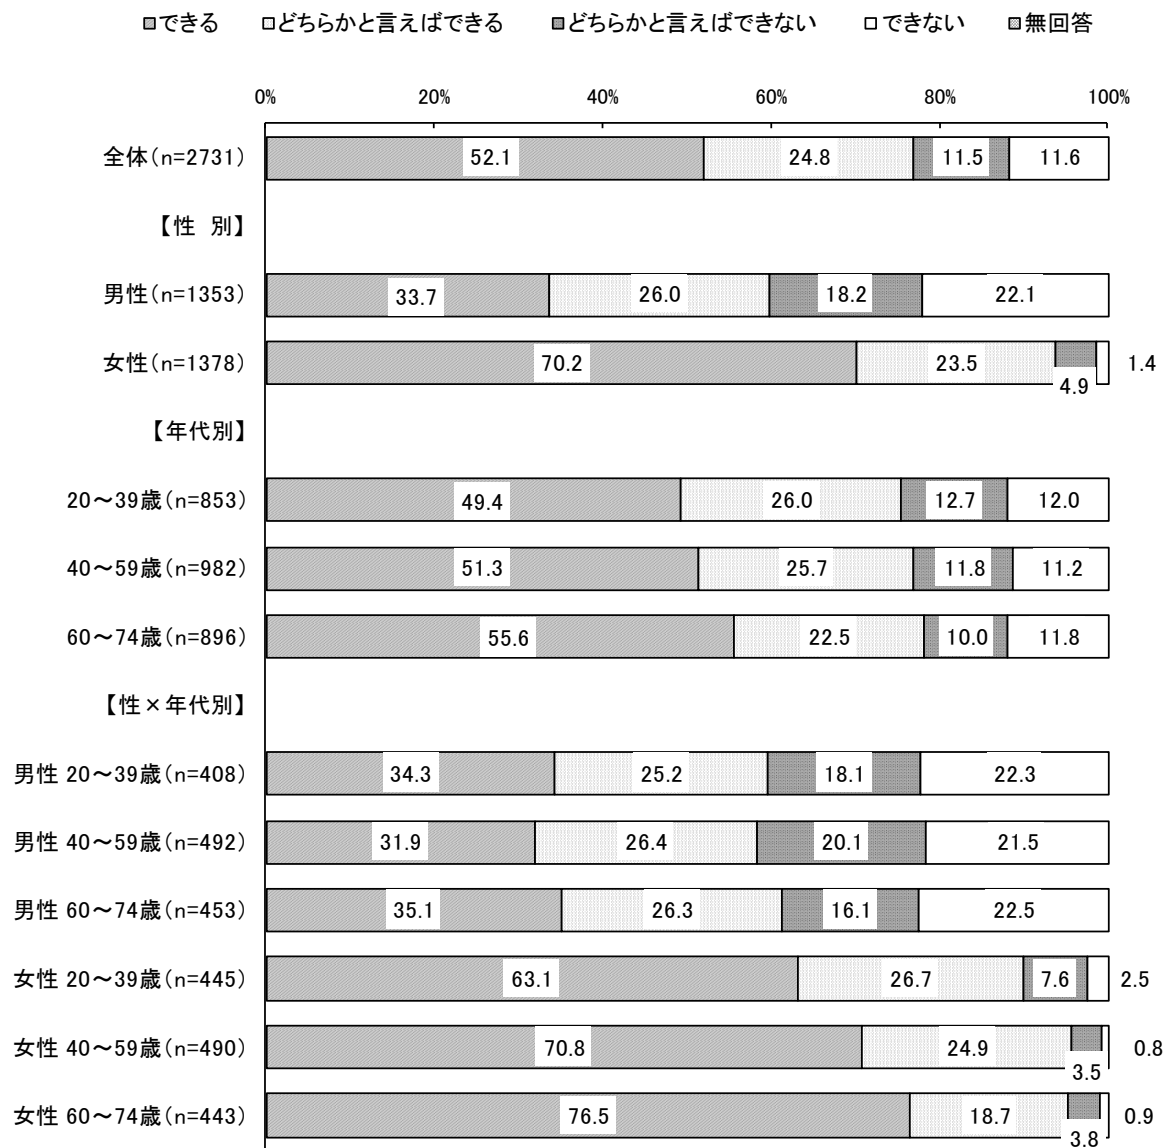 できる どちらかと言えばできる どちらかと言えばできない できない 無回答
0% 20% 40% 60% 80% 100%
全体(n=2731) 52.1 24.8 11.5 11.6
【性 別】
男性(n=1353) 33.7 26.0 18.2 22.1
女性(n=1378) 70.2 23.5 4.9 1.4
【年代別】
20～39歳(n=853) 49.4 26.0 12.7 12.0
40～59歳(n=982) 51.3 25.7 11.8 11.2
60～74歳(n=896) 55.6 22.5 10.0 11.8
【性×年代別】
男性 20～39歳(n=408) 34.3 25.2 18.1 22.3
男性 40～59歳(n=492) 31.9 26.4 20.1 21.5
男性 60～74歳(n=453) 35.1 26.3 16.1 22.5
女性 20～39歳(n=445) 63.1 26.7 7.6 2.5
女性 40～59歳(n=490) 70.8 24.9 3.5 0.8
女性 60～74歳(n=443) 76.5 18.7 3.8 0.9